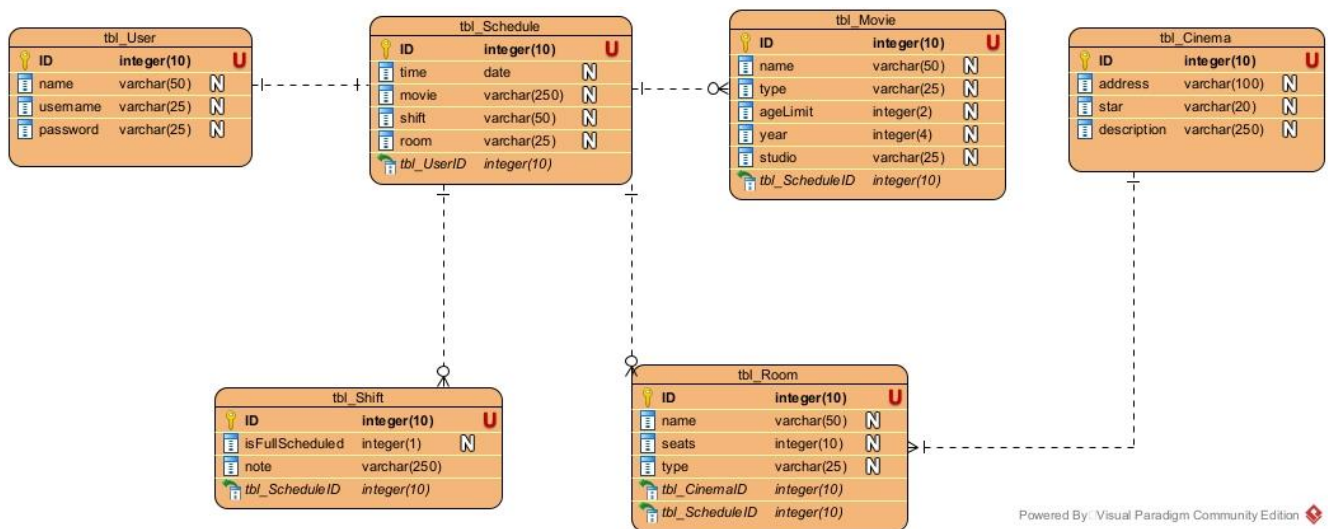 tbl_User
ID integer(10) U
name varchar(50) N
username varchar(25) N
password varchar(25) N
tbl_Schedule
ID integer(10) U
time date N
movie varchar(250) N
shift varchar(50) N
room varchar(25) N
tbl_UserID integer(10)
tbl_Movie
ID integer(10) U
name varchar(50) N
type varchar(25) N
ageLimit integer(2) N
year integer(4) N
studio varchar(25) N
tbl_ScheduleID integer(10)
tbl_Cinema
ID integer(10) U
address varchar(100) N
star varchar(20) N
description varchar(250) N
tbl_Shift
ID integer(10) U
isFullScheduled integer(1) N
note varchar(250)
tbl_ScheduleID integer(10)
tbl_Room
ID integer(10) U
name varchar(50) N
seats integer(10) N
type varchar(25) N
tbl_CinemaID integer(10)
tbl_ScheduleID integer(10)
Powered By Visual Paradigm Community Edition